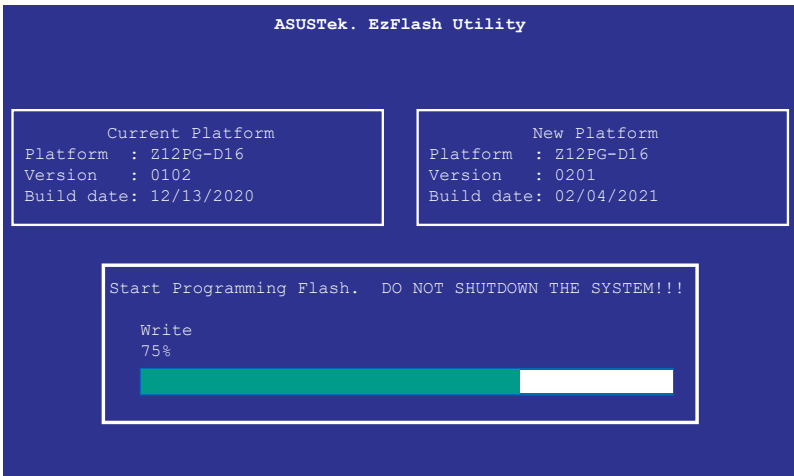 ASUSTek. EzFlash Utility
Current Platform
Platform : Z12PG-D16
Version : 0102
Build date: 12/13/2020
New Platform
Platform : Z12PG-D16
Version : 0201
Build date: 02/04/2021
Start Programming Flash. DO NOT SHUTDOWN THE SYSTEM!!!
Write
75%